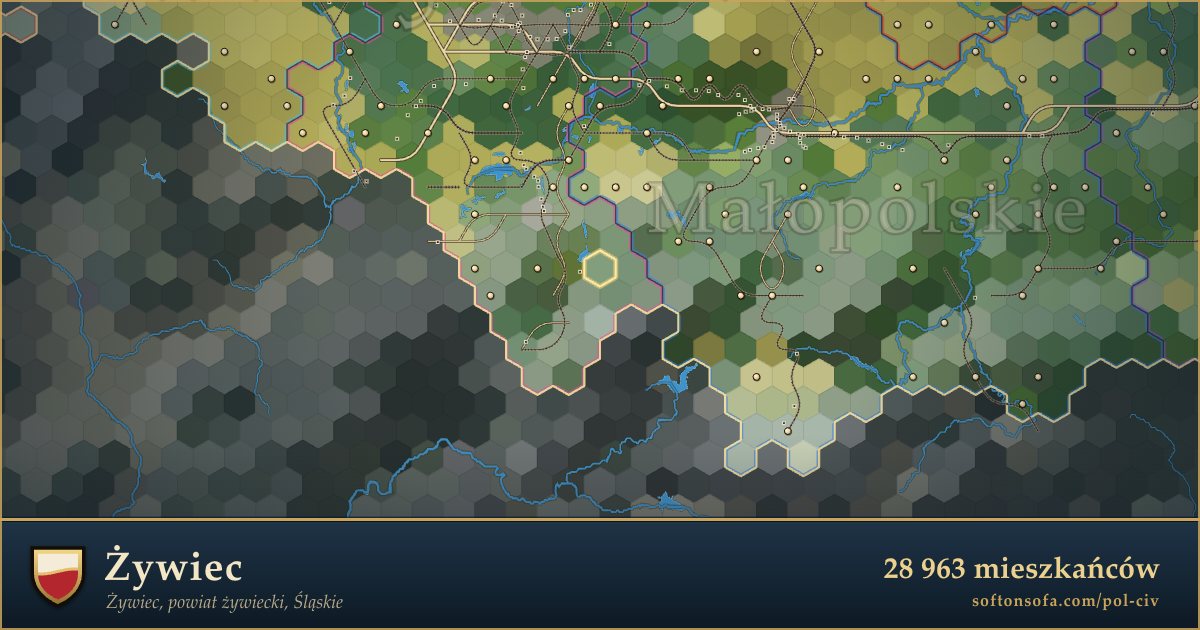 Małopolskie
Żywiec
Żywiec, powiat żywiecki, Śląskie
28 963 mieszkańców
softonsofa.com/pol-civ